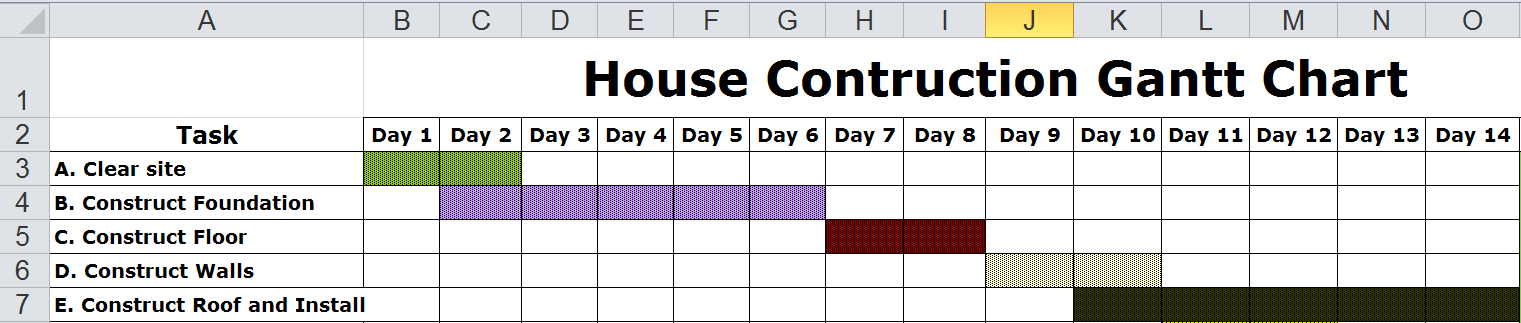 A B C D E F G H I J K L M N O
1 House Contruction Gantt Chart
2 Task Day 1 Day 2 Day 3 Day 4 Day 5 Day 6 Day 7 Day 8 Day 9 Day 10 Day 11 Day 12 Day 13 Day 14
3 A. Clear site
4 B. Construct Foundation
5 C. Construct Floor
6 D. Construct Walls
7 E. Construct Roof and Install